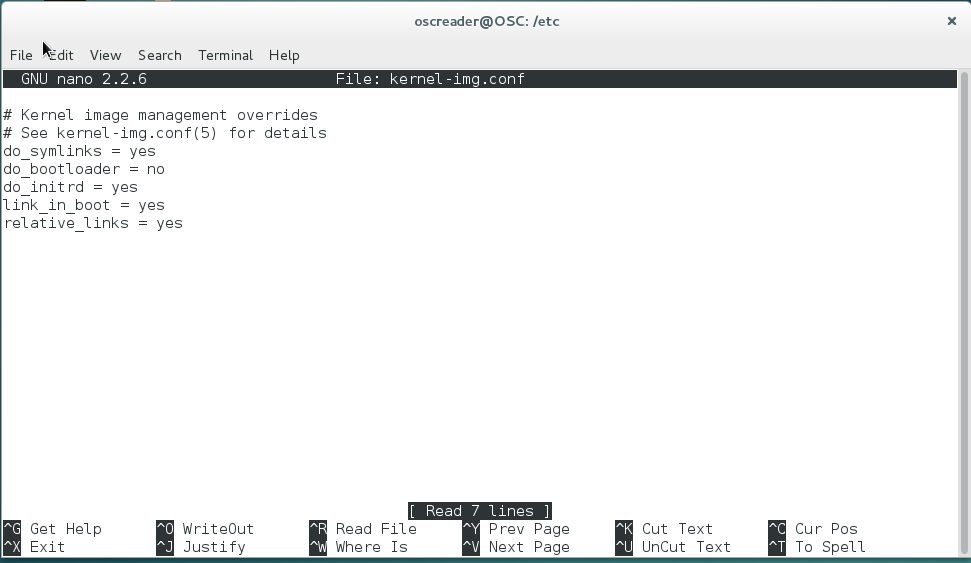 oscreader@OSC: /etc
File Edit View Search Terminal Help
GNU nano 2.2.6 File: kernel-img.conf
# Kernel image management overrides
# See kernel-img.conf(5) for details
do_symlinks = yes
do_bootloader = no
do_initrd = yes
link_in_boot = yes
relative_links = yes
[ Read 7 lines ]
^G Get Help ^O WriteOut ^R Read File ^Y Prev Page ^K Cut Text ^C Cur Pos
^X Exit ^J Justify ^W Where Is ^V Next Page ^U UnCut Text ^T To Spell